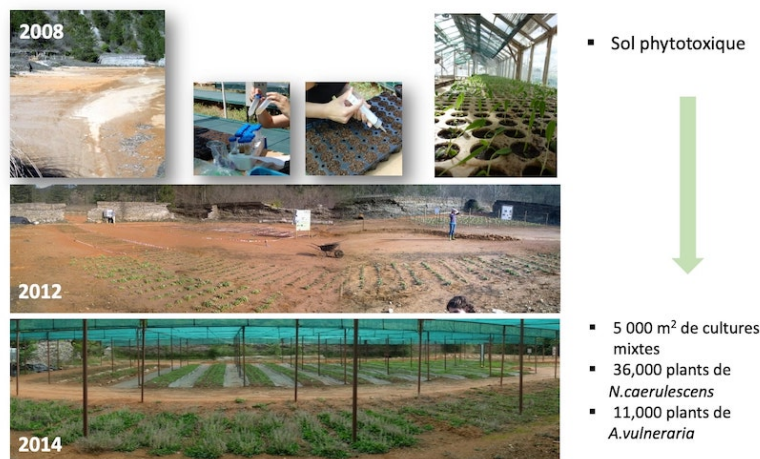 2008
▪ Sol phytotoxique
2012
2014
▪ 5 000 m² de cultures
mixtes
▪ 36,000 plants de
N.caerulescens
▪ 11,000 plants de
A.vulneraria